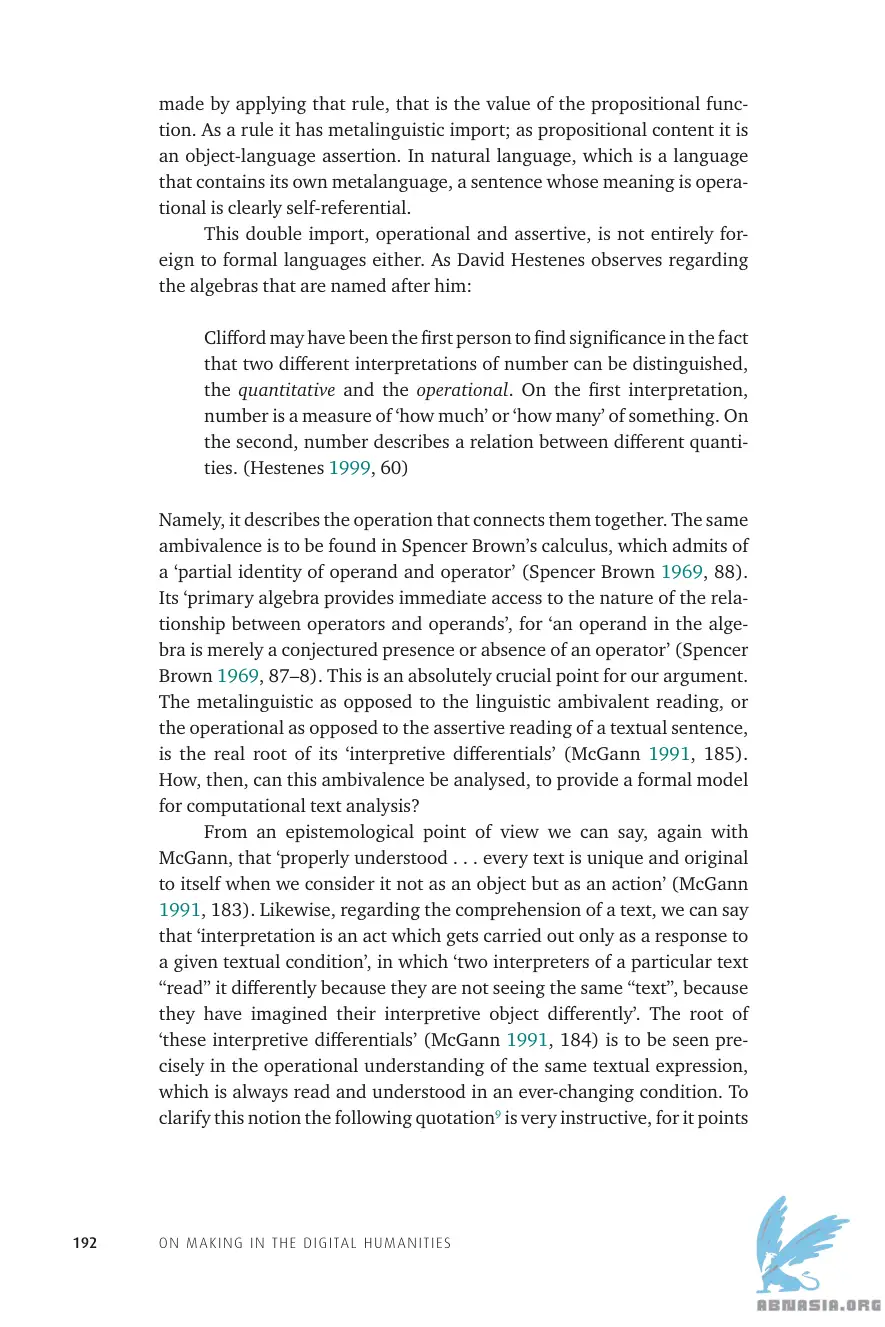 made by applying that rule, that is the value of the propositional func-
tion. As a rule it has metalinguistic import; as propositional content it is
an object-language assertion. In natural language, which is a language
that contains its own metalanguage, a sentence whose meaning is opera-
tional is clearly self-referential.
This double import, operational and assertive, is not entirely for-
eign to formal languages either. As David Hestenes observes regarding
the algebras that are named after him:
Clifford may have been the first person to find significance in the fact
that two different interpretations of number can be distinguished,
the quantitative and the operational. On the first interpretation,
number is a measure of ‘how much’ or ‘how many’ of something. On
the second, number describes a relation between different quanti-
ties. (Hestenes 1999, 60)
Namely, it describes the operation that connects them together. The same
ambivalence is to be found in Spencer Brown’s calculus, which admits of
a ‘partial identity of operand and operator’ (Spencer Brown 1969, 88).
Its ‘primary algebra provides immediate access to the nature of the rela-
tionship between operators and operands’, for ‘an operand in the alge-
bra is merely a conjectured presence or absence of an operator’ (Spencer
Brown 1969, 87–8). This is an absolutely crucial point for our argument.
The metalinguistic as opposed to the linguistic ambivalent reading, or
the operational as opposed to the assertive reading of a textual sentence,
is the real root of its ‘interpretive differentials’ (McGann 1991, 185).
How, then, can this ambivalence be analysed, to provide a formal model
for computational text analysis?
From an epistemological point of view we can say, again with
McGann, that ‘properly understood . . . every text is unique and original
to itself when we consider it not as an object but as an action’ (McGann
1991, 183). Likewise, regarding the comprehension of a text, we can say
that ‘interpretation is an act which gets carried out only as a response to
a given textual condition’, in which ‘two interpreters of a particular text
“read” it differently because they are not seeing the same “text”, because
they have imagined their interpretive object differently’. The root of
‘these interpretive differentials’ (McGann 1991, 184) is to be seen pre-
cisely in the operational understanding of the same textual expression,
which is always read and understood in an ever-changing condition. To
clarify this notion the following quotation9 is very instructive, for it points
192 ON MAKING IN THE DIGITAL HUMANITIES
ABNASIA.ORG